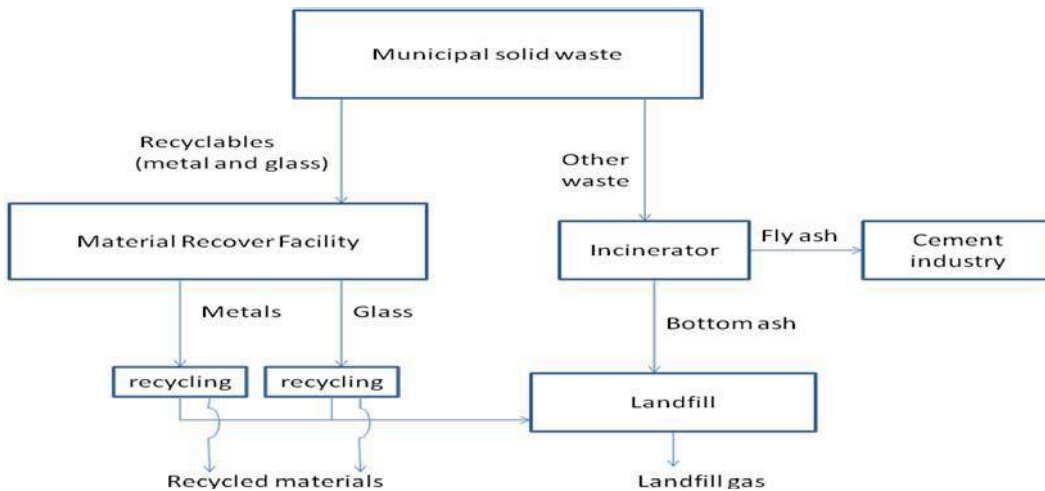 Municipal solid waste
Recyclables
(metal and glass)
Other
waste
Material Recover Facility
Incinerator
Fly ash
Cement
industry
Metals
Glass
Bottom ash
recycling
recycling
Landfill
Recycled materials
Landfill gas